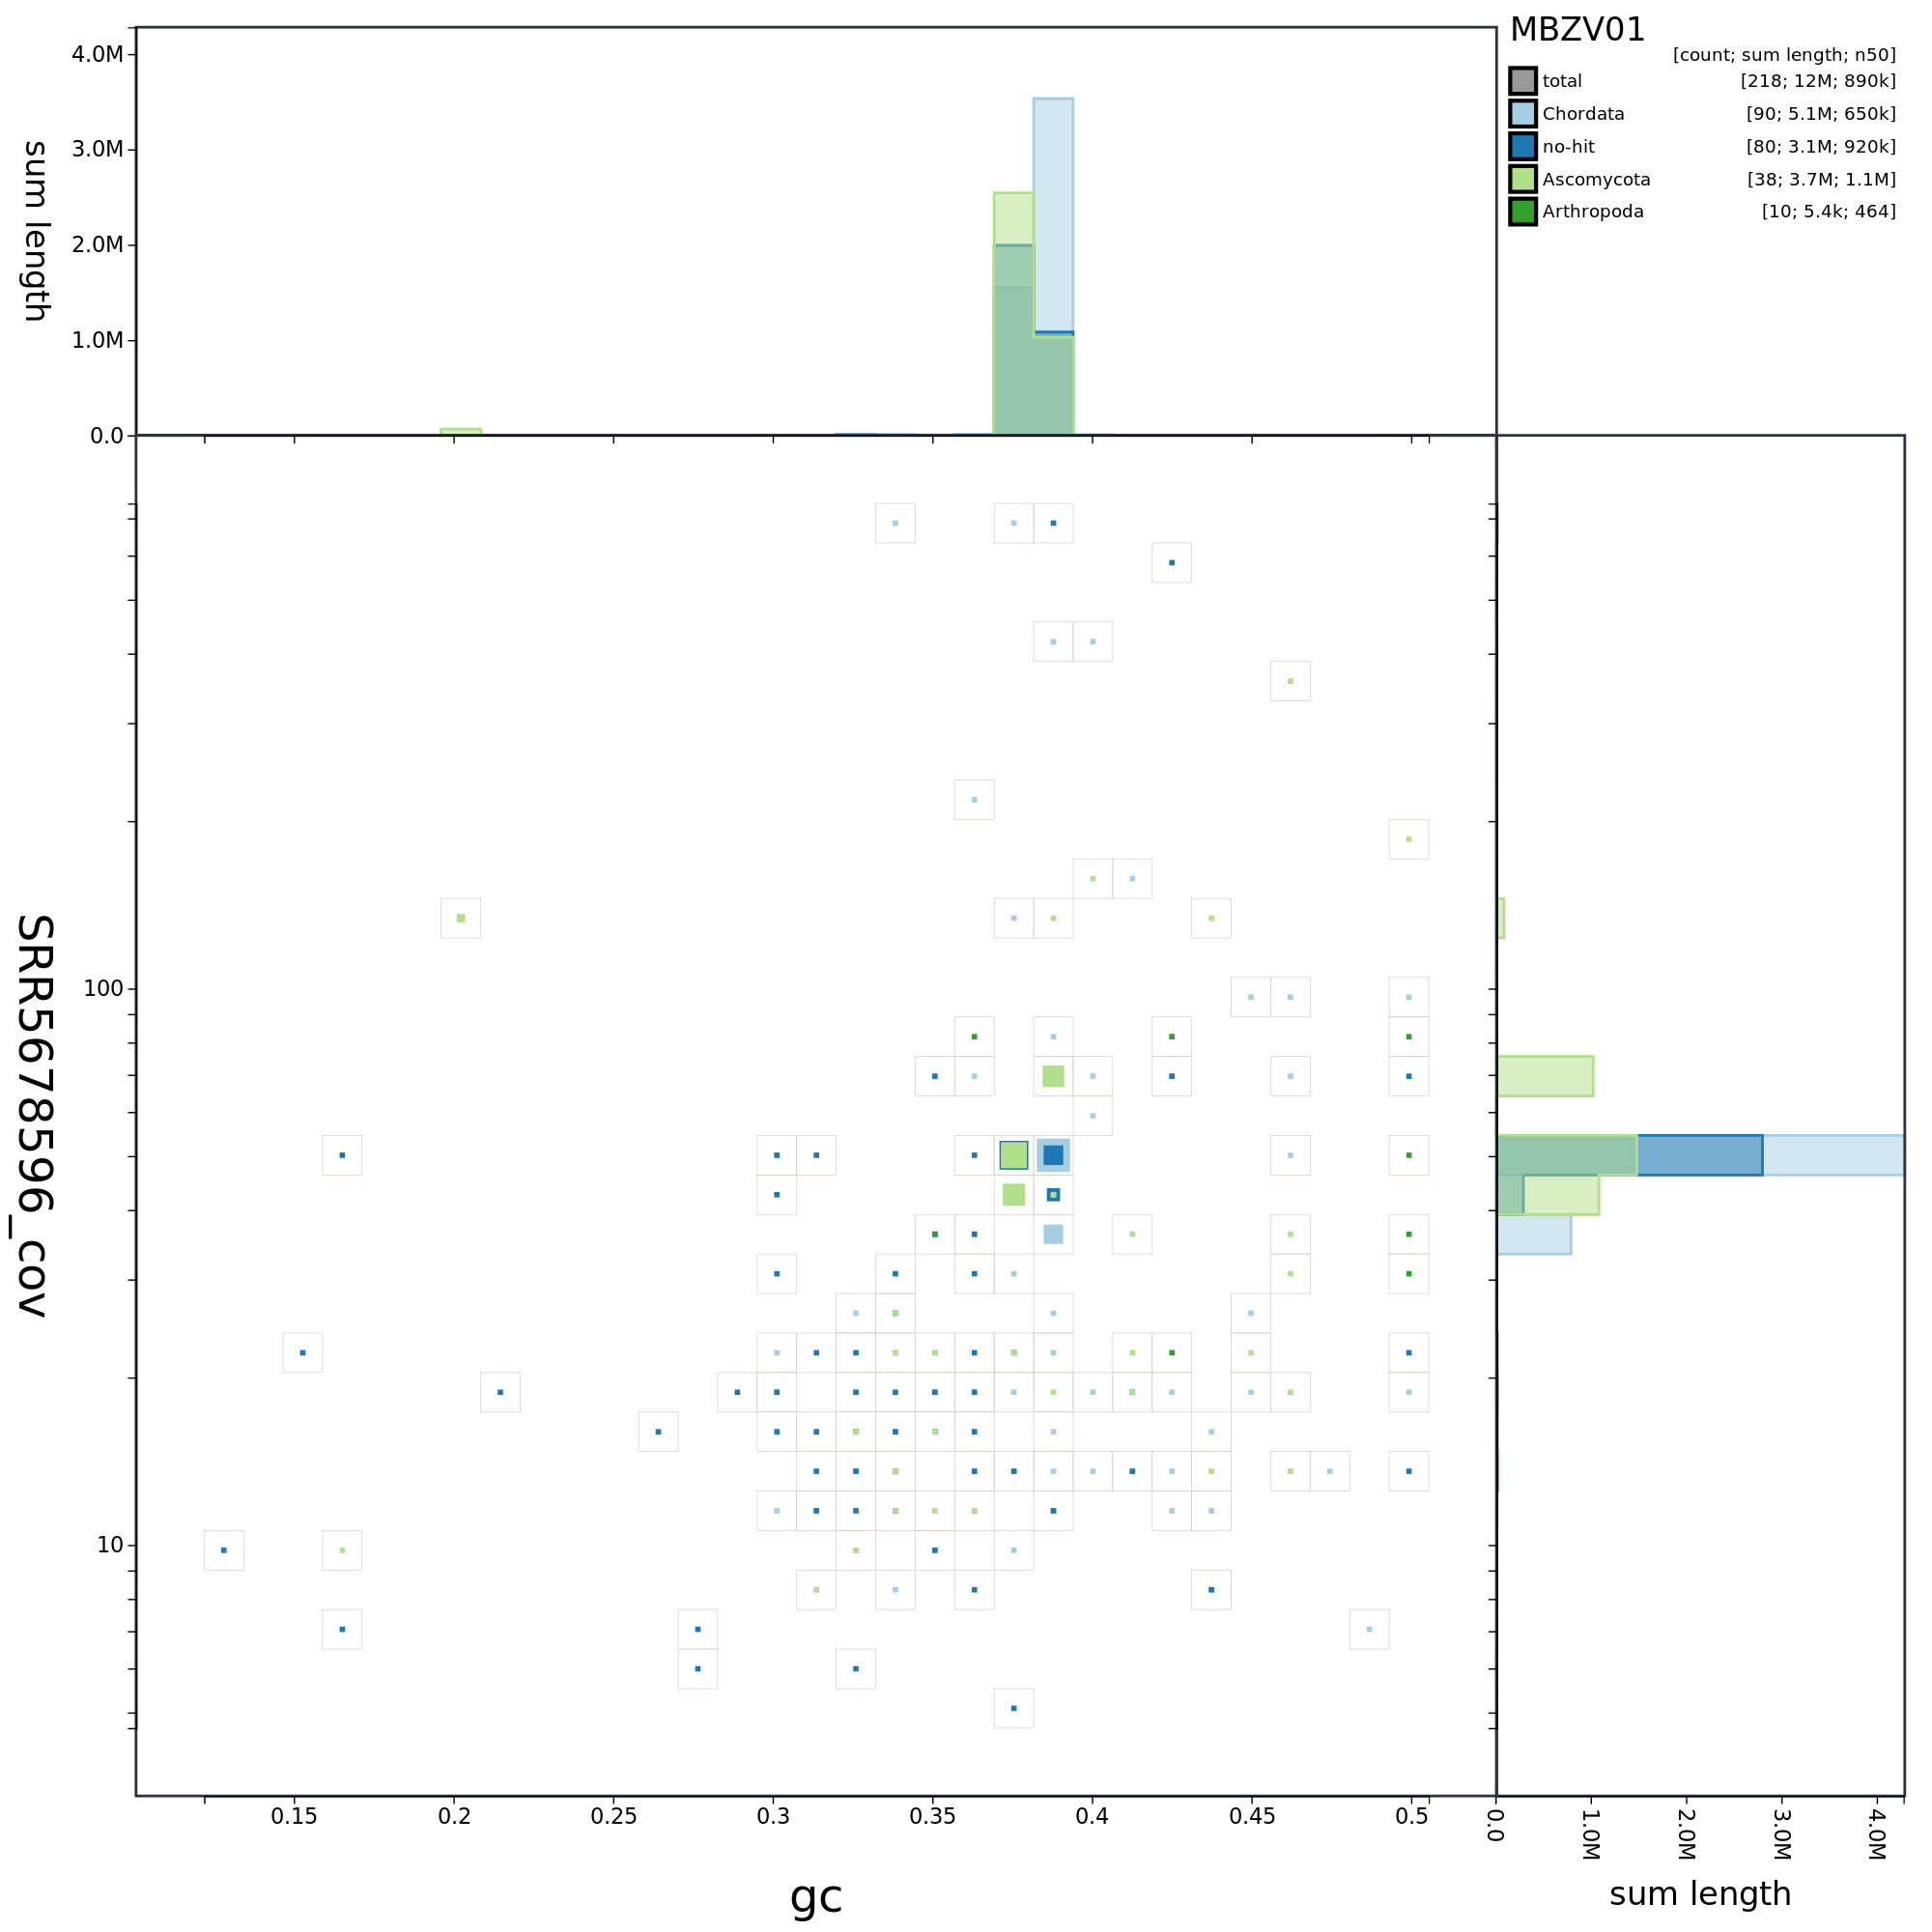 MBZV01
[count; sum length; n50]
total [218; 12M; 890k]
Chordata [90; 5.1M; 650k]
no-hit [80; 3.1M; 920k]
Ascomycota [38; 3.7M; 1.1M]
Arthropoda [10; 5.4k; 464]
sum length
4.0M
3.0M
2.0M
1.0M
0.0
SRR5678596_cov
100
10
0.15 0.2 0.25 0.3 0.35 0.4 0.45 0.5
gc
0.0 1.0M 2.0M 3.0M 4.0M
sum length